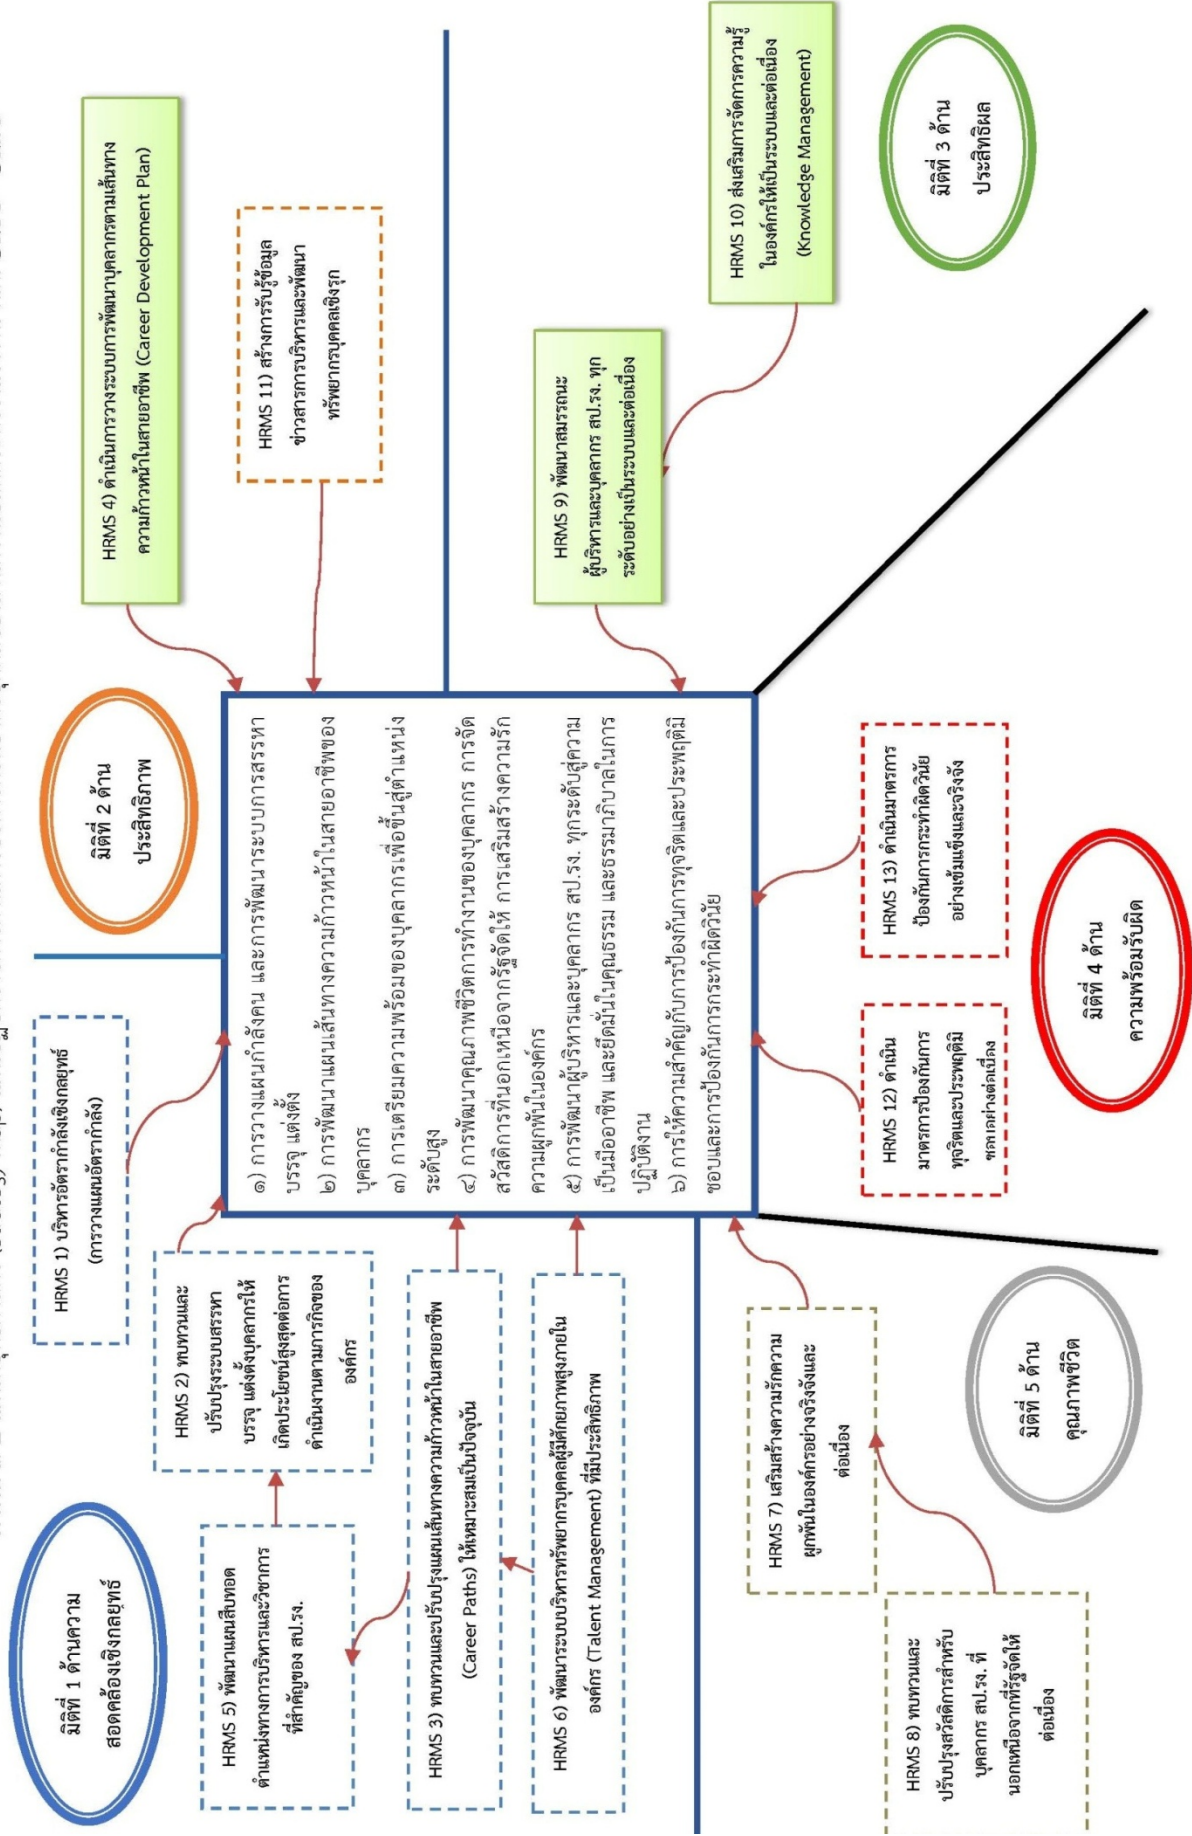 มิติที่ 1 ด้านความ
สอดคล้องเชิงกลยุทธ์
HRMS 1) บริหารอัตรากำลังเชิงกลยุทธ์
(การวางแผนอัตรากำลัง)
มิติที่ 2 ด้าน
ประสิทธิภาพ
HRMS 4) ดำเนินการวางระบบการพัฒนาบุคลากรตามเส้นทาง
ความก้าวหน้าในสายอาชีพ (Career Development Plan)
HRMS 5) พัฒนาแผนสืบทอด
ตำแหน่งทางการบริหารและวิชาการ
ที่สำคัญของ สป.รง.
HRMS 2) ทบทวนและ
ปรับปรุงระบบสรรหา
บรรจุ แต่งตั้งบุคลากรให้
เกิดประโยชน์สูงสุดต่อการ
ดำเนินงานตามภารกิจของ
องค์กร
HRMS 11) สร้างการรับรู้ข้อมูล
ข่าวสารการบริหารและพัฒนา
ทรัพยากรบุคคลเชิงรุก
HRMS 3) ทบทวนและปรับปรุงแผนเส้นทางความก้าวหน้าในสายอาชีพ
(Career Paths) ให้เหมาะสมเป็นปัจจุบัน
HRMS 6) พัฒนาระบบบริหารทรัพยากรบุคคลผู้มีศักยภาพสูงภายใน
องค์กร (Talent Management) ที่มีประสิทธิภาพ
๑) การวางแผนกำลังคน และการพัฒนาระบบการสรรหา
บรรจุ แต่งตั้ง
๒) การพัฒนาแผนเส้นทางความก้าวหน้าในสายอาชีพของ
บุคลากร
๓) การเตรียมความพร้อมของบุคลากรเพื่อขึ้นสู่ตำแหน่ง
ระดับสูง
๔) การพัฒนาคุณภาพชีวิตการทำงานของบุคลากร การจัด
สวัสดิการที่นอกเหนือจากรัฐจัดให้ การเสริมสร้างความรัก
ความผูกพันในองค์กร
๕) การพัฒนาผู้บริหารและบุคลากร สป.รง. ทุกระดับสู่ความ
เป็นมืออาชีพ และยึดมั่นในคุณธรรม และธรรมาภิบาลในการ
ปฏิบัติงาน
๖) การให้ความสำคัญกับการป้องกันการทุจริตและประพฤติมิ
ชอบและการป้องกันการกระทำผิดวินัย
HRMS 9) พัฒนาสมรรถนะ
ผู้บริหารและบุคลากร สป.รง. ทุก
ระดับอย่างเป็นระบบและต่อเนื่อง
HRMS 10) ส่งเสริมการจัดการความรู้
ในองค์กรให้เป็นระบบและต่อเนื่อง
(Knowledge Management)
HRMS 7) เสริมสร้างความรักความ
ผูกพันในองค์กรอย่างจริงจังและ
ต่อเนื่อง
HRMS 8) ทบทวนและ
ปรับปรุงสวัสดิการสำหรับ
บุคลากร สป.รง. ที่
นอกเหนือจากที่รัฐจัดให้
ต่อเนื่อง
HRMS 12) ดำเนิน
มาตรการป้องกันการ
ทุจริตและประพฤติมิ
ชอบอย่างต่อเนื่อง
HRMS 13) ดำเนินมาตรการ
ป้องกันการกระทำผิดวินัย
อย่างเข้มแข็งและจริงจัง
มิติที่ 3 ด้าน
ประสิทธิผล
มิติที่ 5 ด้าน
คุณภาพชีวิต
มิติที่ 4 ด้าน
ความพร้อมรับผิด